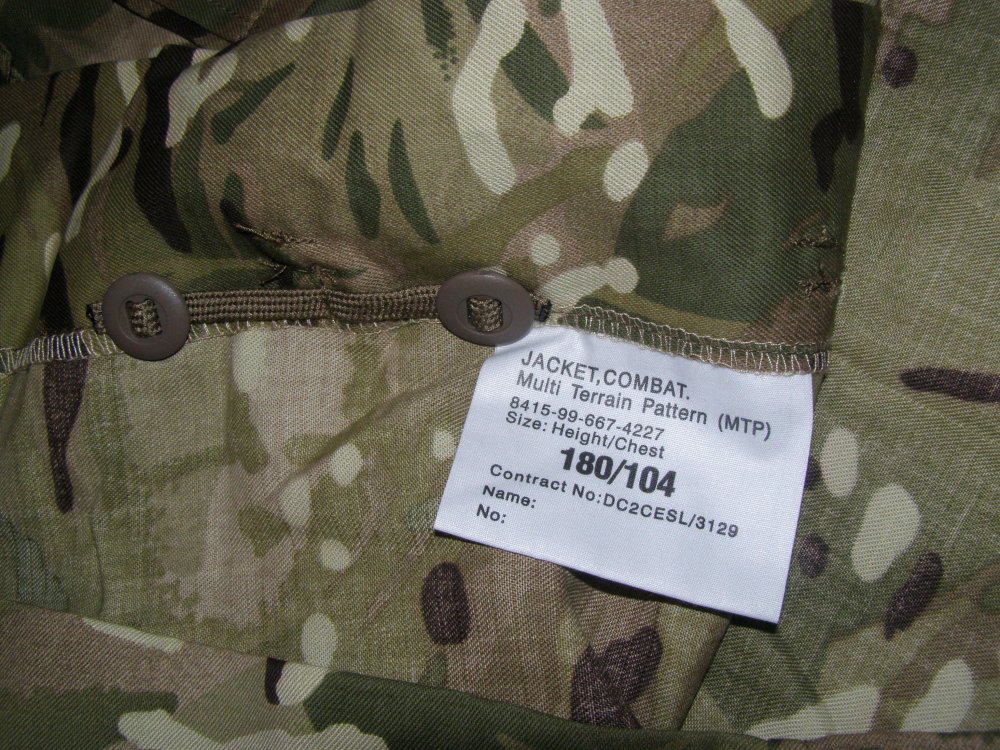 JACKET,COMBAT.
Multi Terrain Pattern (MTP)
8415-99-667-4227
Size: Height/Chest
180/104
Contract No:DC2CESL/3129
Name:
No: